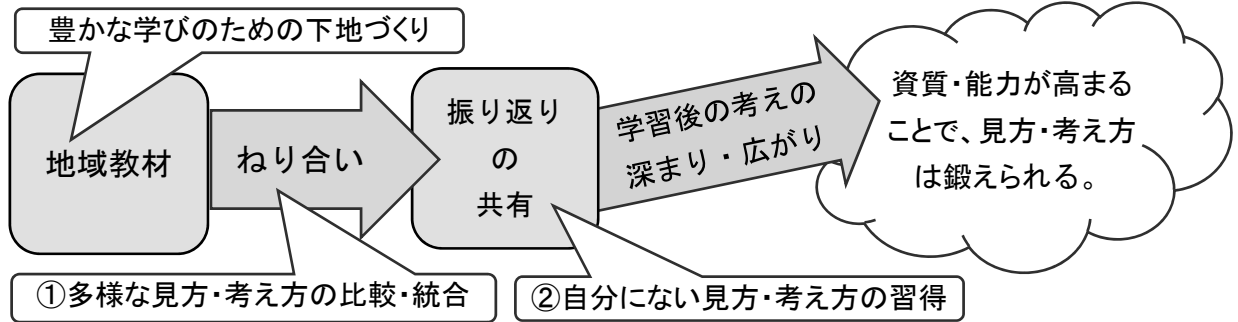 豊かな学びのための下地づくり
地域教材
ねり合い
振り返り
の
共有
学習後の考えの
深まり・広がり
資質・能力が高まる
ことで、見方・考え方
は鍛えられる。
①多様な見方・考え方の比較・統合
②自分にない見方・考え方の習得